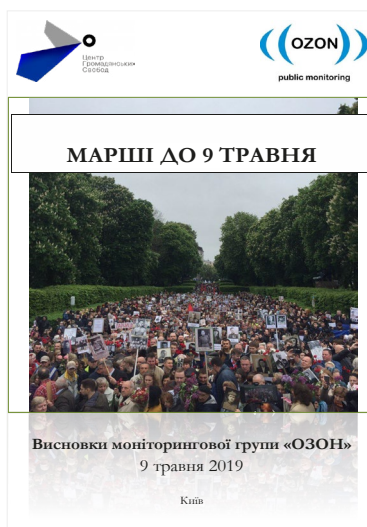 Центр
Громадянських
Свобод
OZON
public monitoring
МАРШІ ДО 9 ТРАВНЯ
Висновки моніторингової групи «ОЗОН»
9 травня 2019
Київ